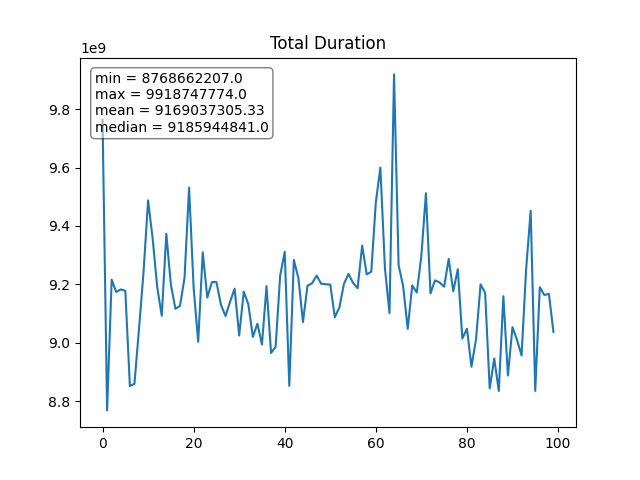 Total Duration
1e9
min = 8768662207.0
max = 9918747774.0
mean = 9169037305.33
median = 9185944841.0
9.8
9.6
9.4
9.2
9.0
8.8
0 20 40 60 80 100